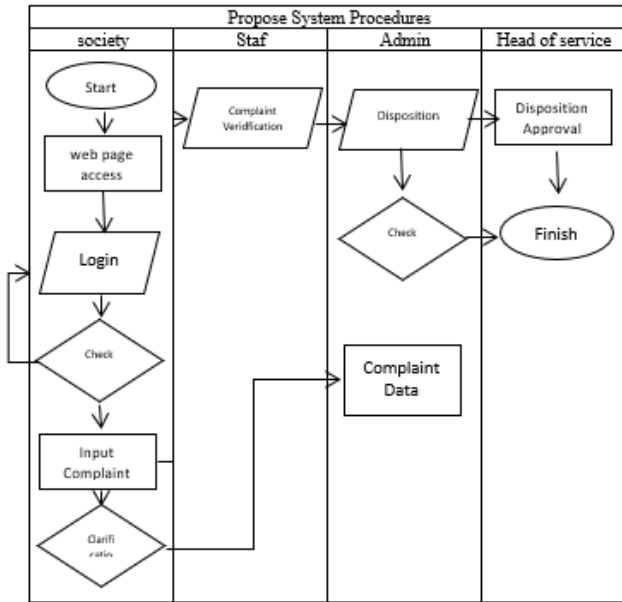 Propose System Procedures
society
Staf
Admin
Head of service
Start
Complaint
Veridfication
Disposition
Disposition
Approval
web page
access
Login
Check
Finish
Check
Complaint
Data
Input
Complaint
Clarifi
catio